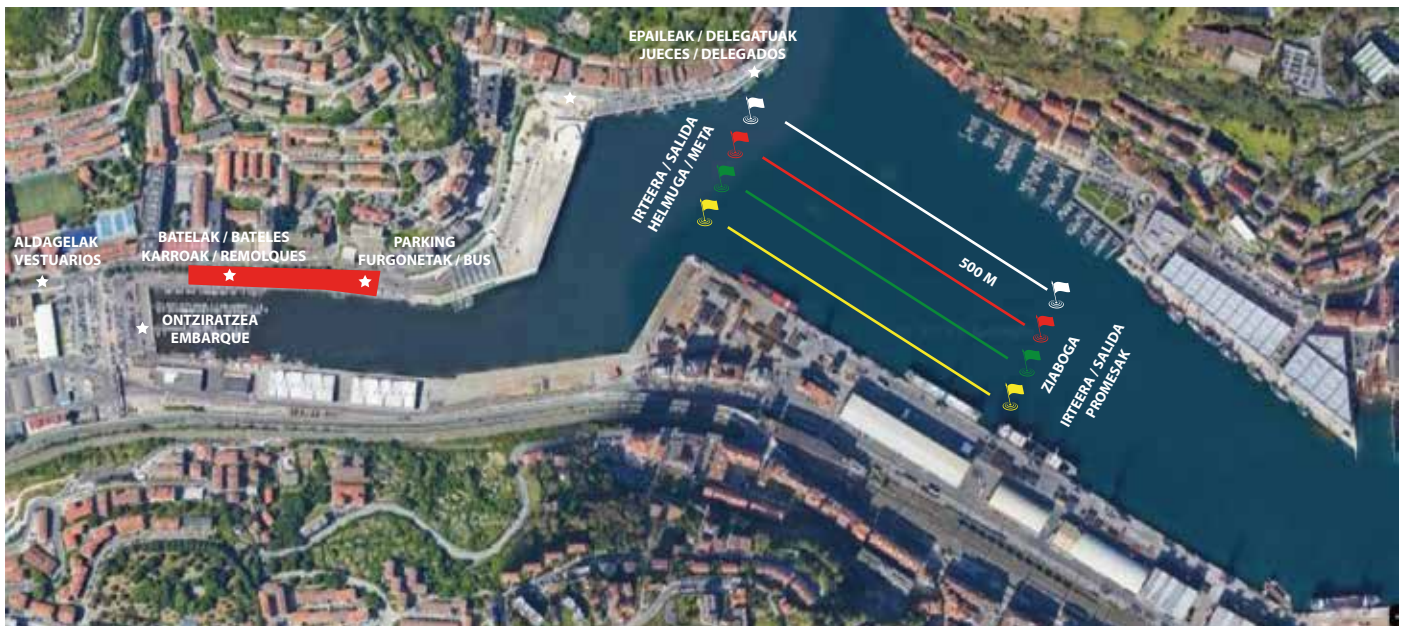 EPAILEAK / DELEGATUAK
JUECES / DELEGADOS
IRTEERA / SALIDA
HELMUGA / META
ALDAGELAK
VESTUARIOS
BATELAK / BATELES
KARROAK / REMOLQUES
PARKING
FURGONETAK / BUS
ONTZIRATZEA
EMBARQUE
500 M
ZIABOGA
IRTEERA / SALIDA
PROMESAK